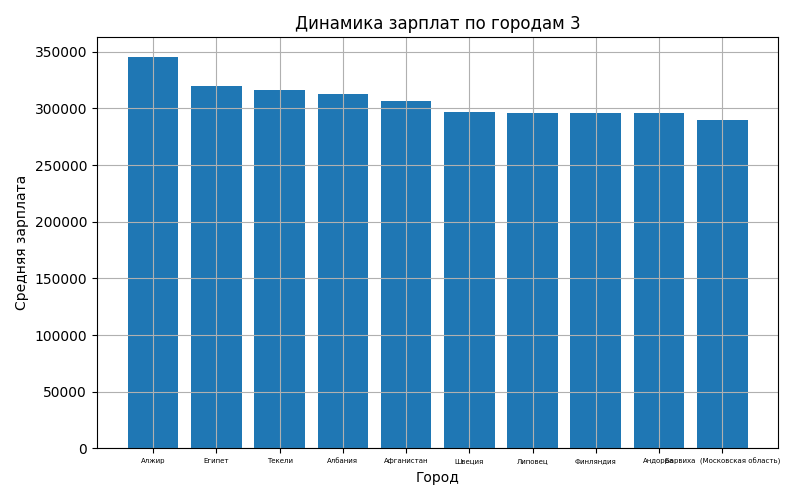 Динамика зарплат по городам 3
Средняя зарплата
350000
300000
250000
200000
150000
100000
50000
0
Алжир Египет Текели Албания Афганистан Швеция Липовец Финляндия Андорра Барвиха (Московская область)
Город